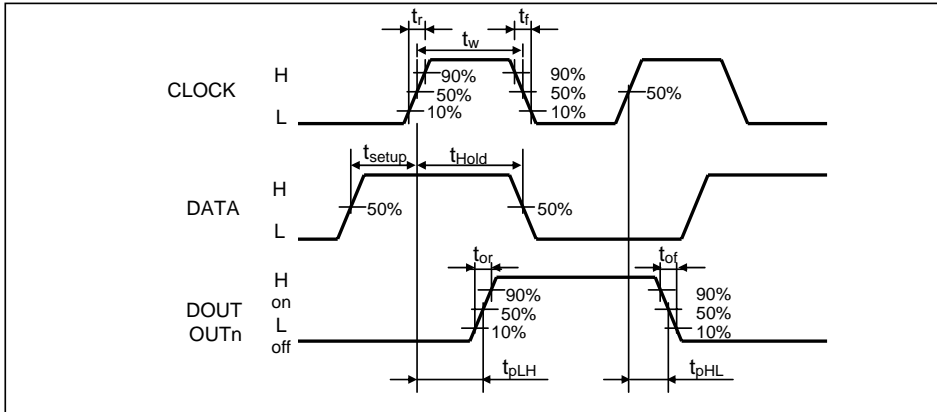 tr
tf
tw
CLOCK
H
L
90%
50%
10%
90%
50%
10%
50%
tsetup
tHold
DATA
H
L
50%
50%
tor
tof
DOUT
OUTn
H
on
L
off
90%
50%
10%
90%
50%
10%
tpLH
tpHL